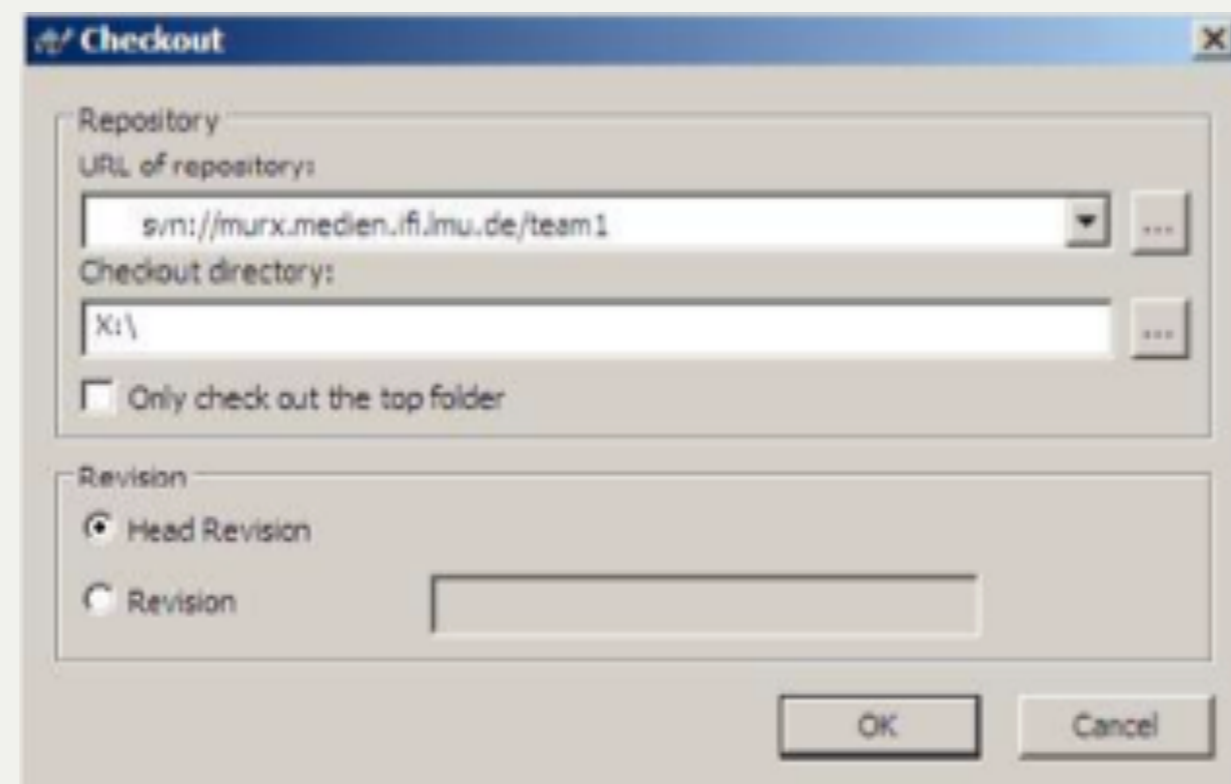 Checkout
Repository
URL of repository:
svn://murx.medien.ifi.lmu.de/team1
...
Checkout directory:
X:\
...
Only check out the top folder
Revision
Head Revision
Revision
OK
Cancel